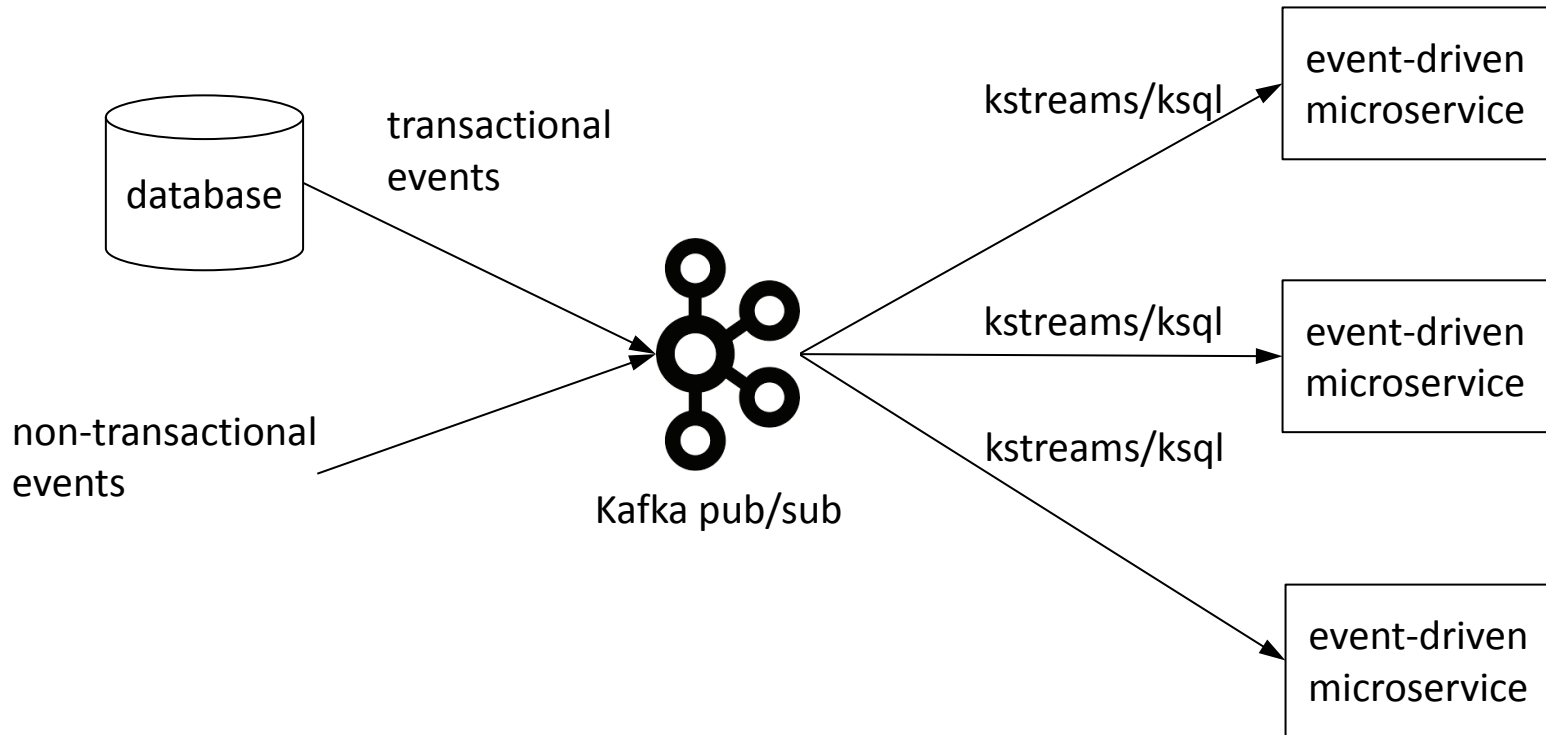 database
transactional
events
non-transactional
events
Kafka pub/sub
kstreams/ksql
event-driven
microservice
kstreams/ksql
event-driven
microservice
kstreams/ksql
event-driven
microservice